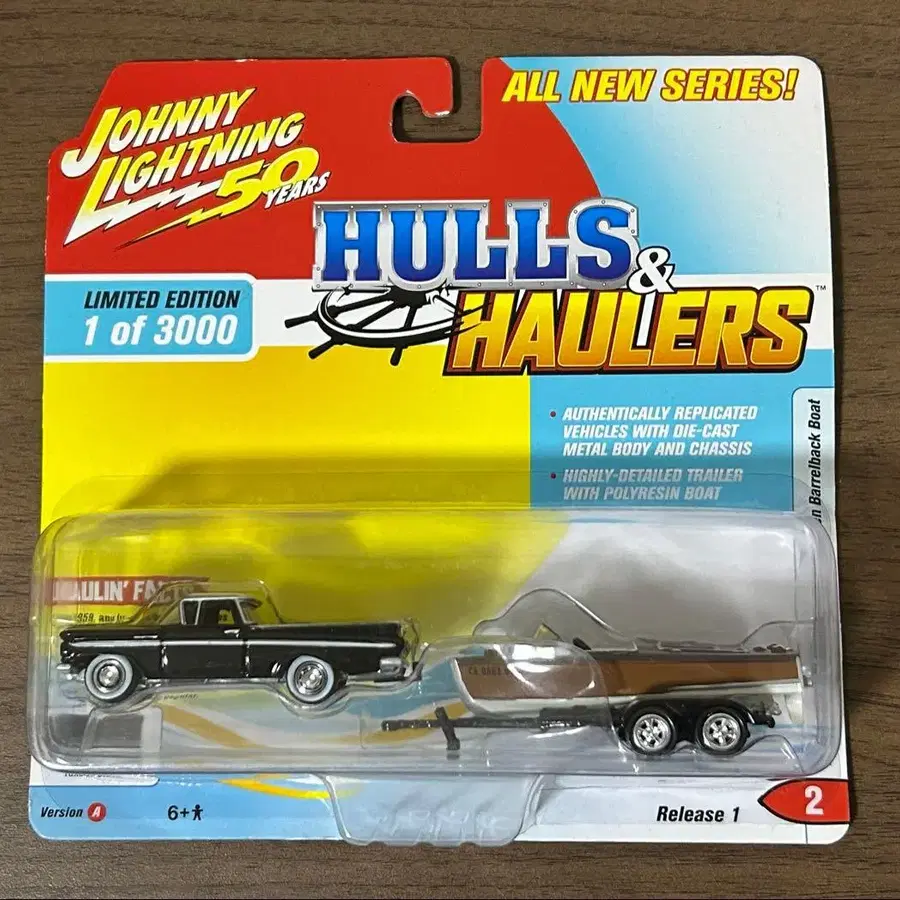 ALL NEW SERIES!
JOHNNY
LIGHTNING
50 YEARS
HULLS
&
HAULERS™
LIMITED EDITION
1 of 3000
• AUTHENTICALLY REPLICATED
VEHICLES WITH DIE-CAST
METAL BODY AND CHASSIS
• HIGHLY-DETAILED TRAILER
WITH POLYRESIN BOAT
Barrelback Boat
Version A
6+
Release 1
2